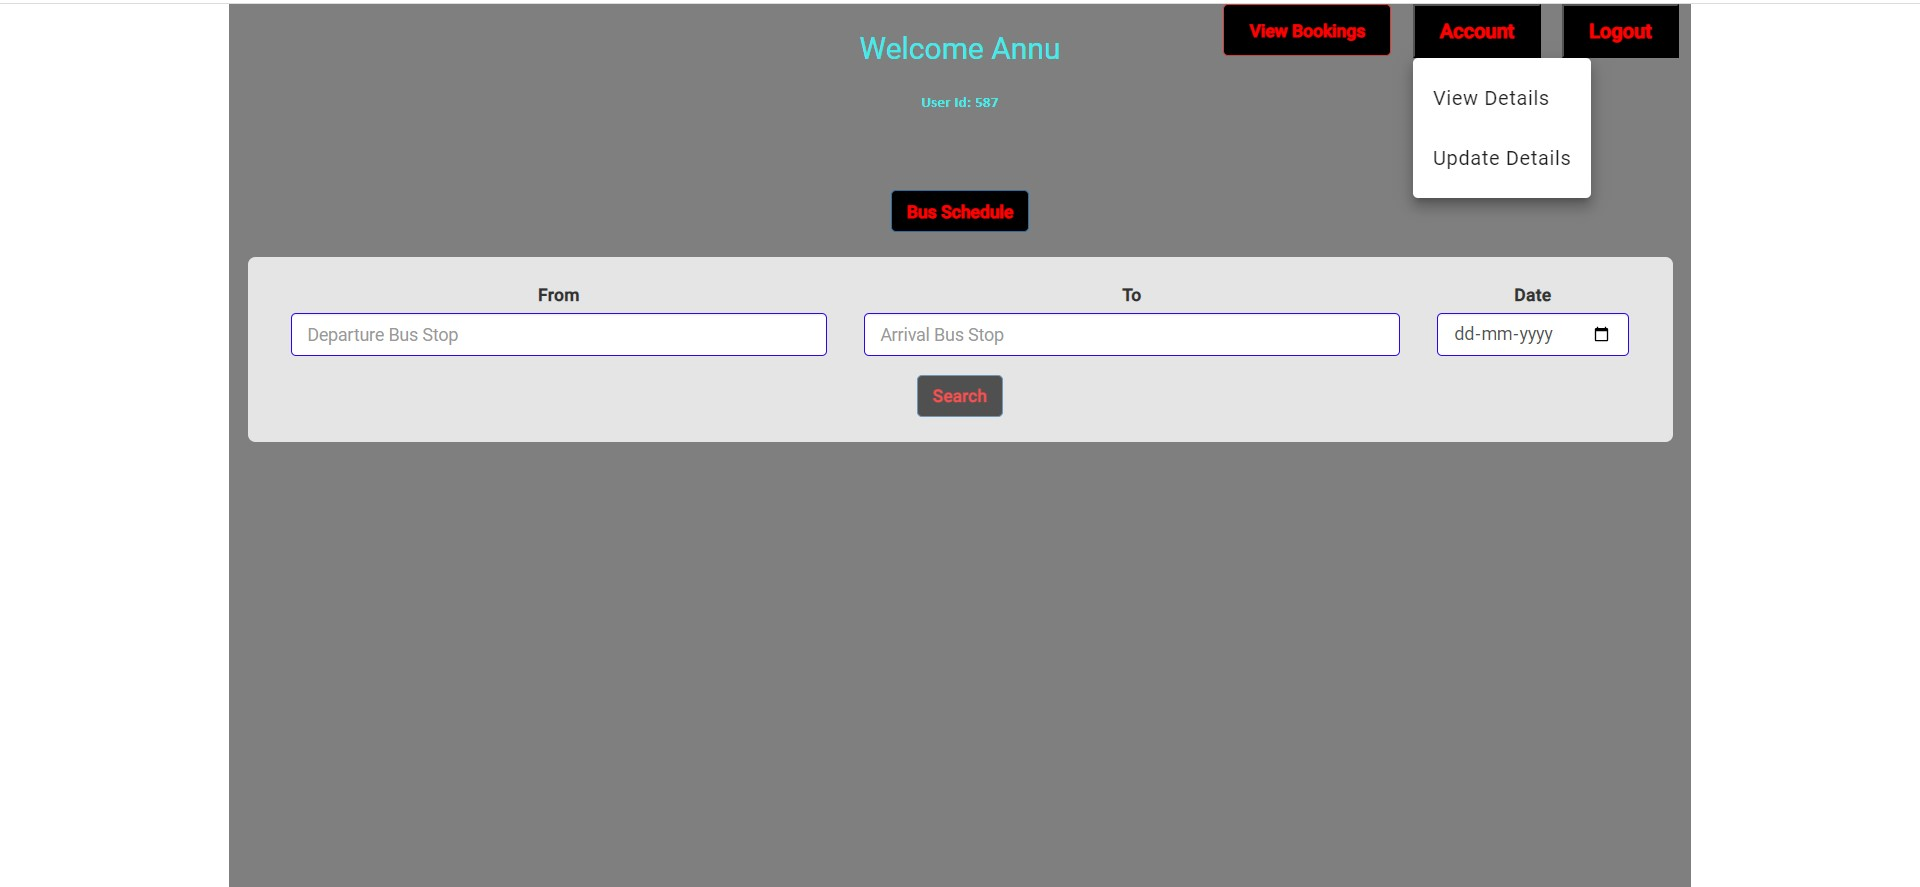 Welcome Annu
View Bookings
Account
Logout
View Details
Update Details
User Id: 587
Bus Schedule
From
To
Date
Departure Bus Stop
Arrival Bus Stop
dd-mm-yyyy
Search